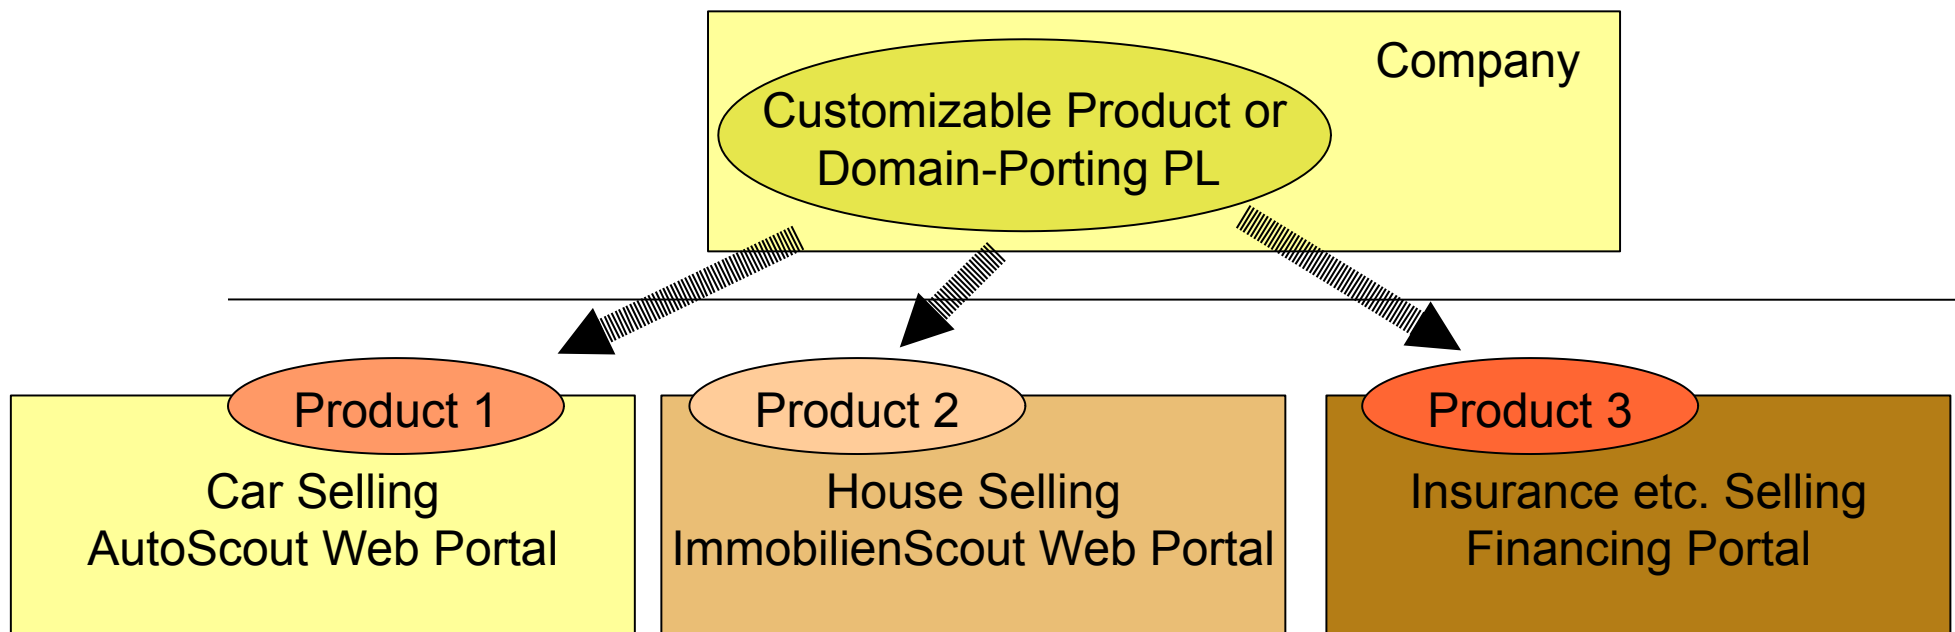 Company
Customizable Product or
Domain-Porting PL
Product 1
Car Selling
AutoScout Web Portal
Product 2
House Selling
ImmobilienScout Web Portal
Product 3
Insurance etc. Selling
Financing Portal